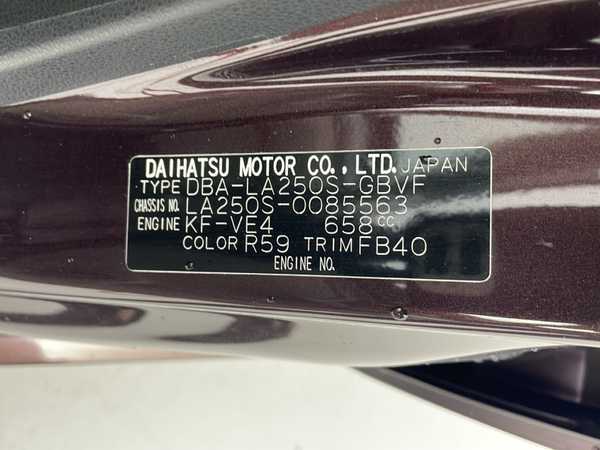 DAIHATSU MOTOR CO., LTD. JAPAN
TYPE DBA-LA250S-GBVF
CHASSIS NO. LA250S-0085563
ENGINE KF-VE4 658cc
COLOR R59 TRIM FB40
ENGINE NO.